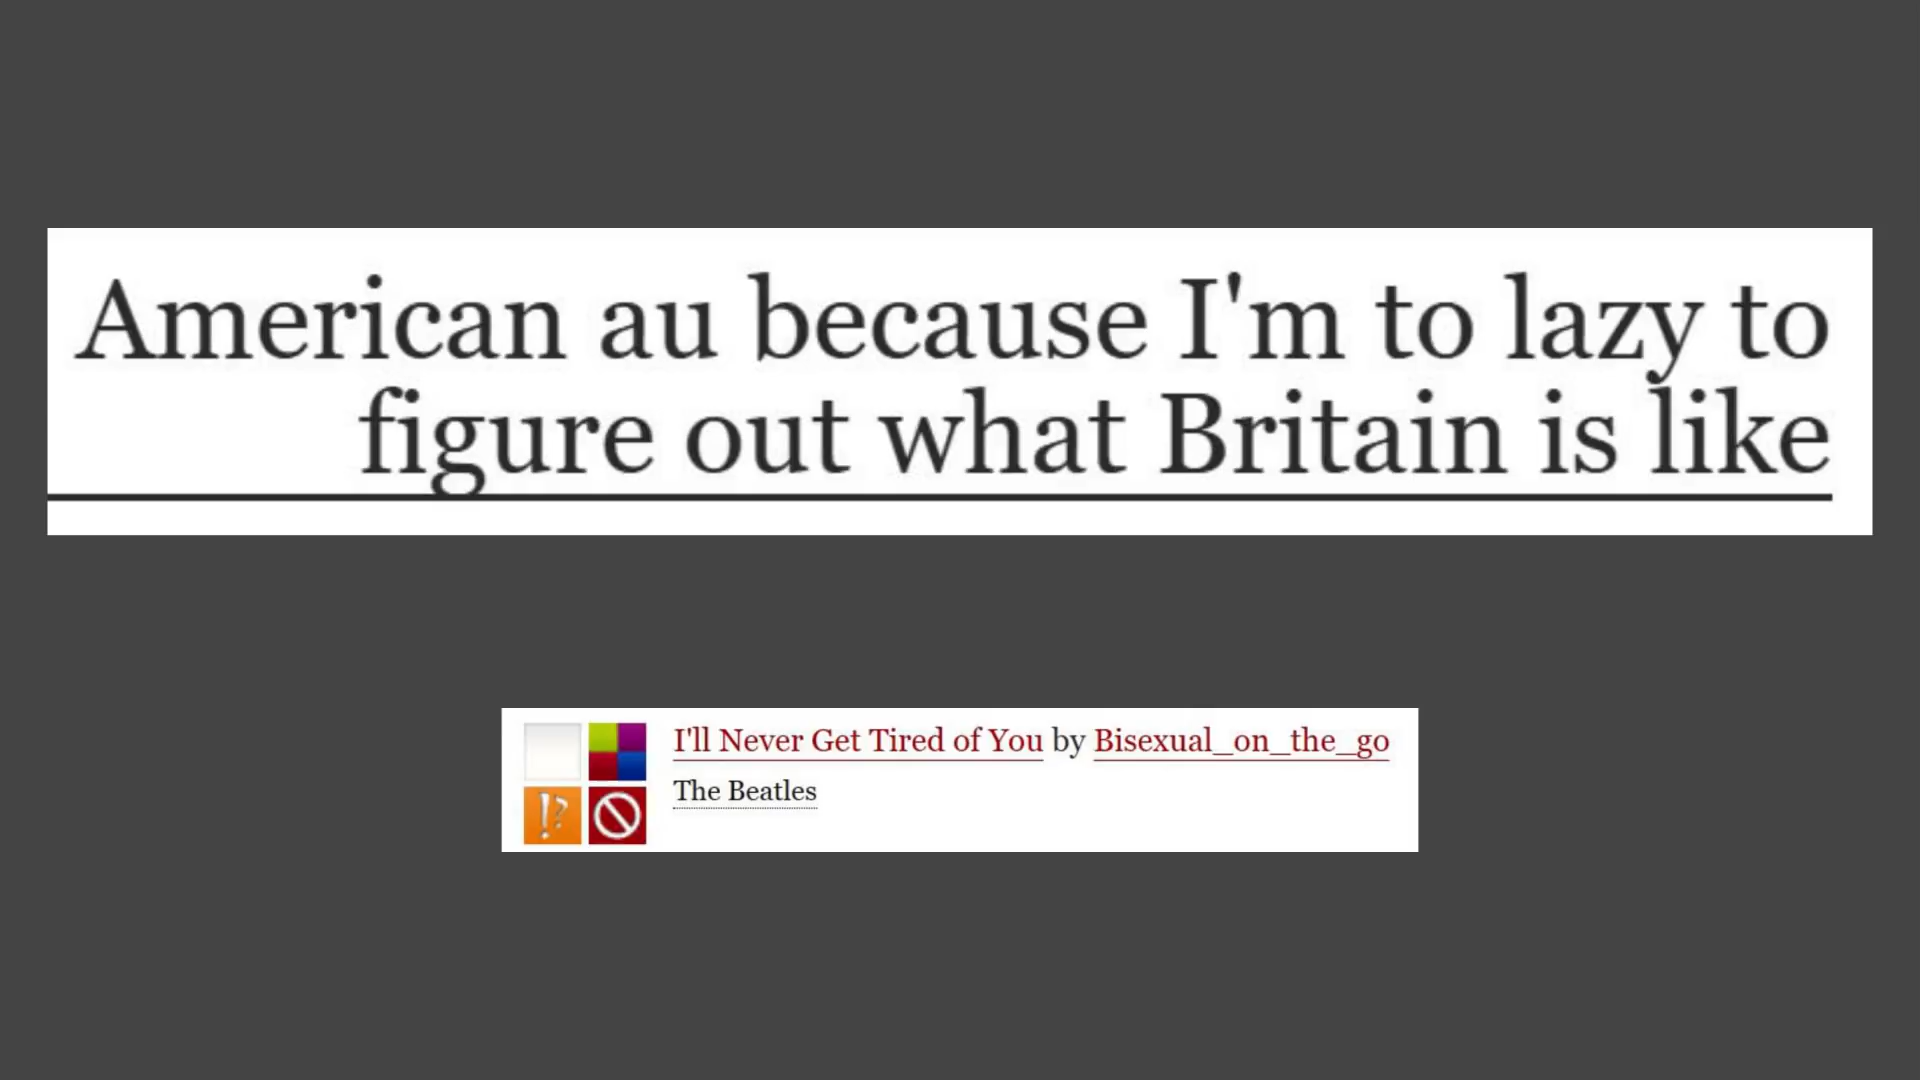 American au because I'm to lazy to
figure out what Britain is like
I'll Never Get Tired of You by Bisexual_on_the_go
The Beatles
!?